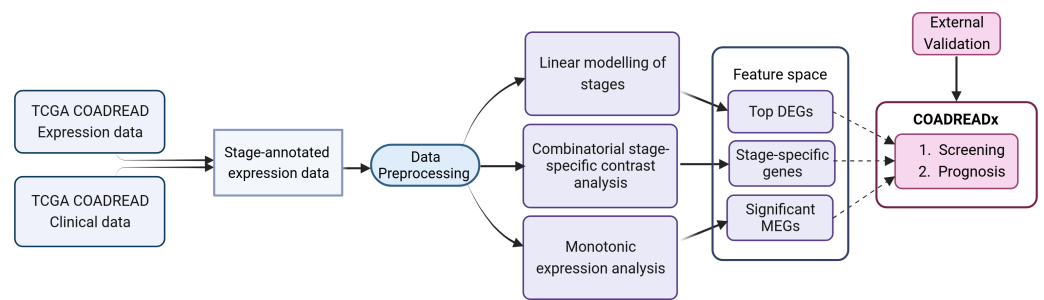 TCGA COADREAD
Expression data
TCGA COADREAD
Clinical data
Stage-annotated
expression data
Data
Preprocessing
Linear modelling of
stages
Combinatorial stage-
specific contrast
analysis
Monotonic
expression analysis
Feature space
Top DEGs
Stage-specific
genes
Significant
MEGs
External
Validation
COADREADx
1. Screening
2. Prognosis